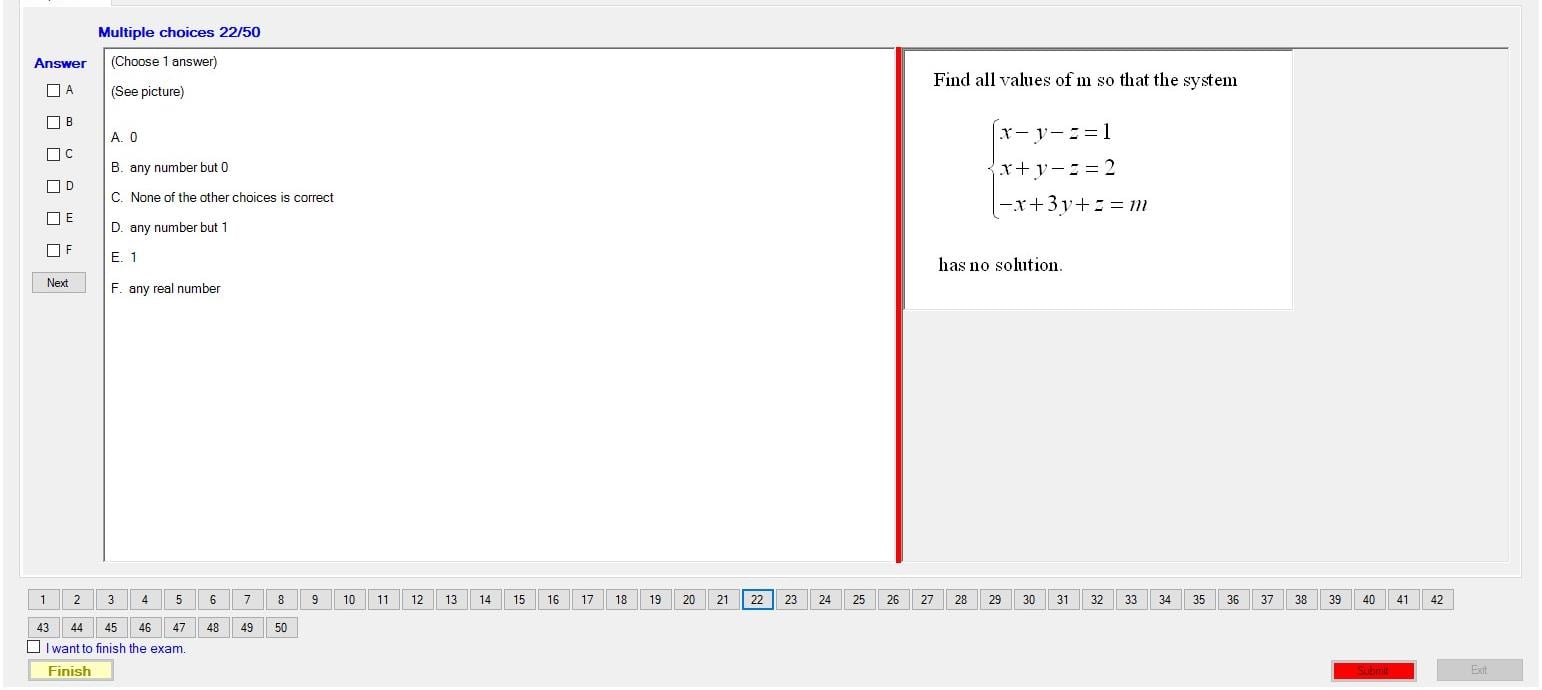 Multiple choices 22/50
Answer
A
B
C
D
E
F
Next
(Choose 1 answer)
(See picture)
A. 0
B. any number but 0
C. None of the other choices is correct
D. any number but 1
E. 1
F. any real number
Find all values of m so that the system
x − y − z = 1
x + y − z = 2
−x + 3y + z = m
has no solution.
1 2 3 4 5 6 7 8 9 10 11 12 13 14 15 16 17 18 19 20 21 22 23 24 25 26 27 28 29 30 31 32 33 34 35 36 37 38 39 40 41 42
43 44 45 46 47 48 49 50
I want to finish the exam.
Finish
Submit
Exit